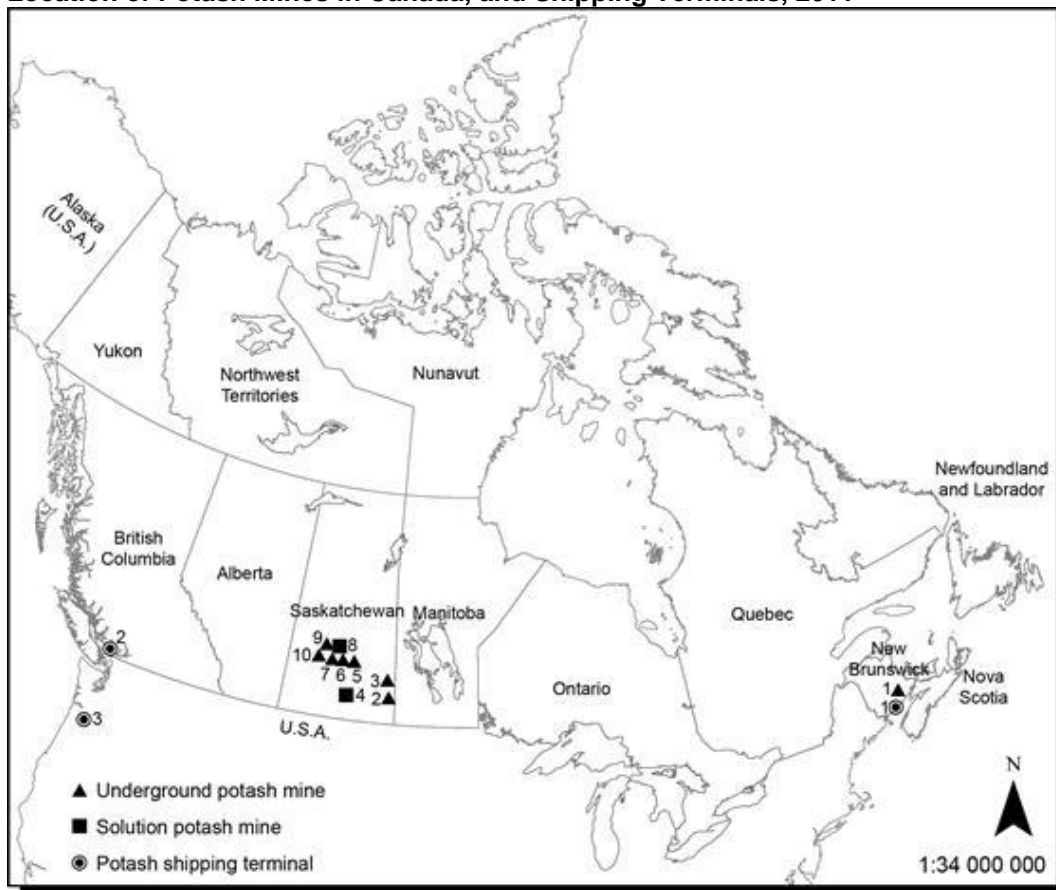 Location of Potash Mines in Canada, and Shipping Terminals, 2011
Alaska
(U.S.A.)
Yukon
Northwest
Territories
Nunavut
Newfoundland
and Labrador
British
Columbia
Alberta
Saskatchewan
Manitoba
Quebec
Ontario
New
Brunswick
Nova
Scotia
2
3
9
8
10
7
6
5
3
4
2
1
1
U.S.A.
Underground potash mine
Solution potash mine
Potash shipping terminal
N
1:34 000 000